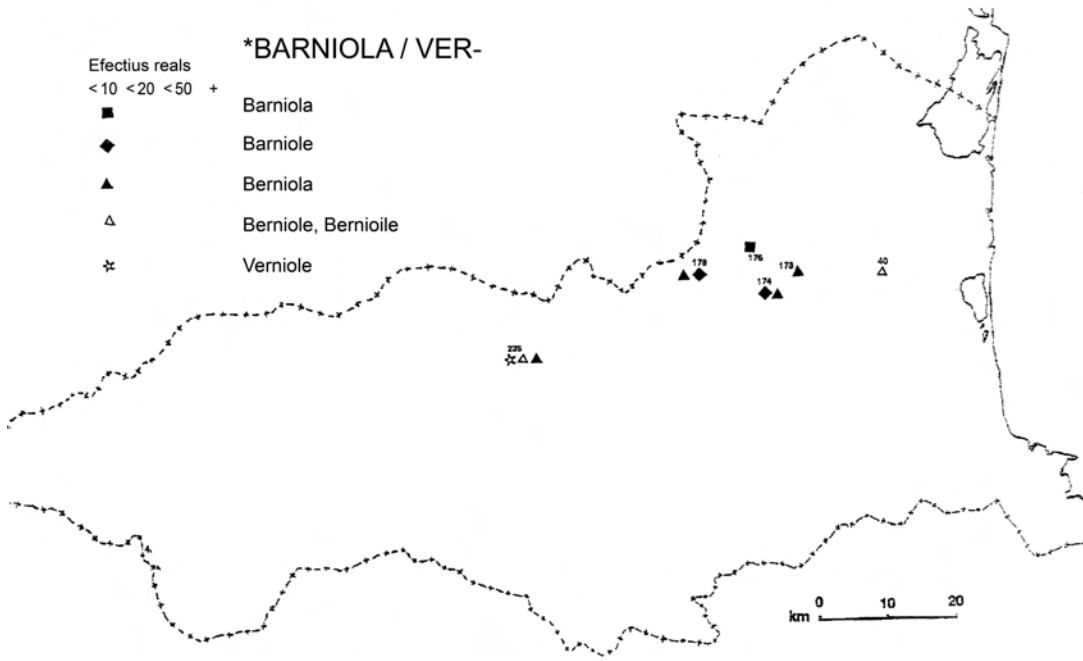 *BARNIOLA / VER-
Efectius reals
<10 <20 <50 +
Barniola
Barniole
Berniola
Berniole, Bernioile
Verniole
176
178
173
40
174
235
0 10 20
km